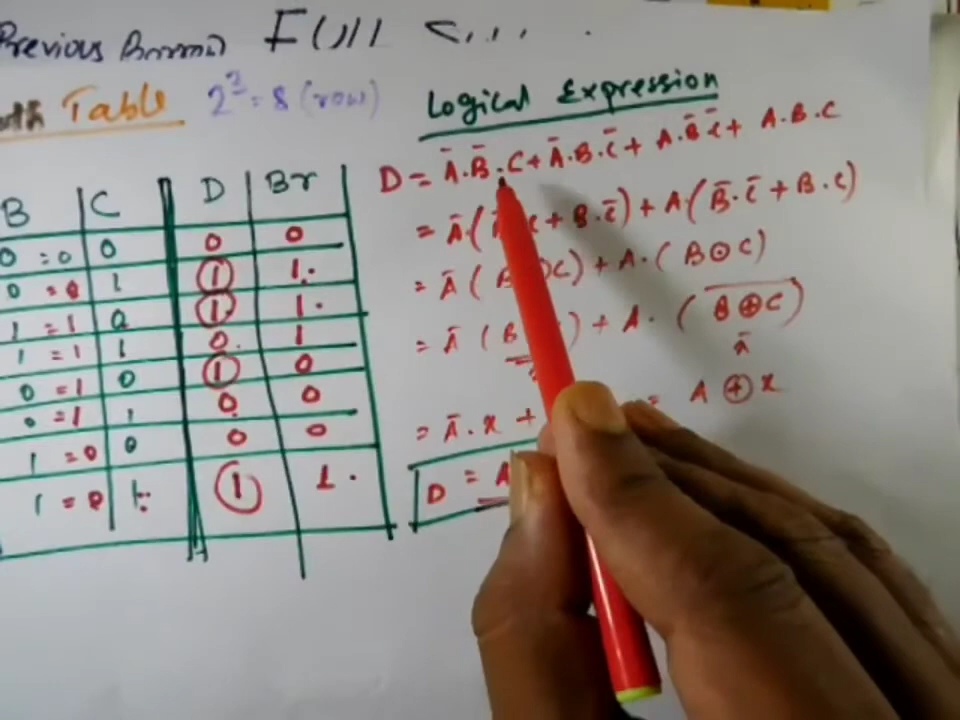 Previous
Table 2³ = 8 (row)
Logical Expression
B C D Br
0 = 0 0 0 0
0 = 0 1 1 1.
1 = 1 0 1 1.
1 = 1 1 0. 1
0 = 1 0 1 0
0 = 1 1 0 0
1 = 0 0 0 0
1 = 0 1 1 1.
D = A̅.B̅.C + A̅.B.C̅ + A.B̅ C̅ + A.B.C
= A̅.( C + B.C̅) + A.(B̅.C̅ + B.C)
= A̅ (B C) + A.(B⊙C)
= A̅ (B ) + A. (B⊕C)̅
x̅
= A̅.x + = A ⊕ x
D = A